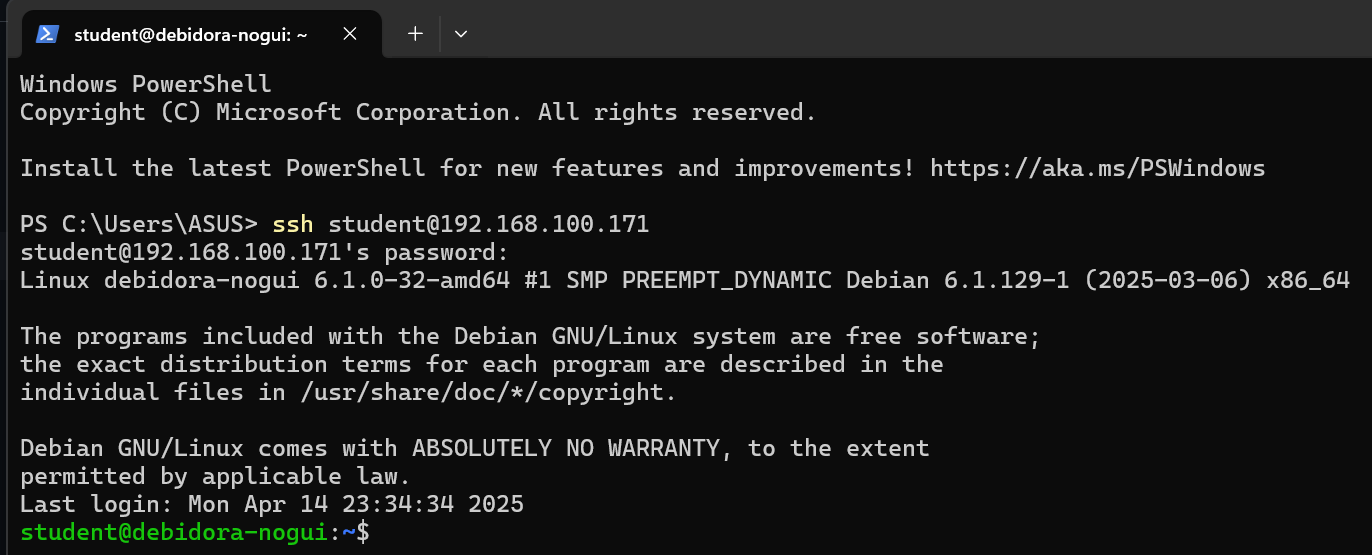 student@debidora-nogui: ~
Windows PowerShell
Copyright (C) Microsoft Corporation. All rights reserved.
Install the latest PowerShell for new features and improvements! https://aka.ms/PSWindows
PS C:\Users\ASUS> ssh student@192.168.100.171
student@192.168.100.171's password:
Linux debidora-nogui 6.1.0-32-amd64 #1 SMP PREEMPT_DYNAMIC Debian 6.1.129-1 (2025-03-06) x86_64
The programs included with the Debian GNU/Linux system are free software;
the exact distribution terms for each program are described in the
individual files in /usr/share/doc/*/copyright.
Debian GNU/Linux comes with ABSOLUTELY NO WARRANTY, to the extent
permitted by applicable law.
Last login: Mon Apr 14 23:34:34 2025
student@debidora-nogui:~$